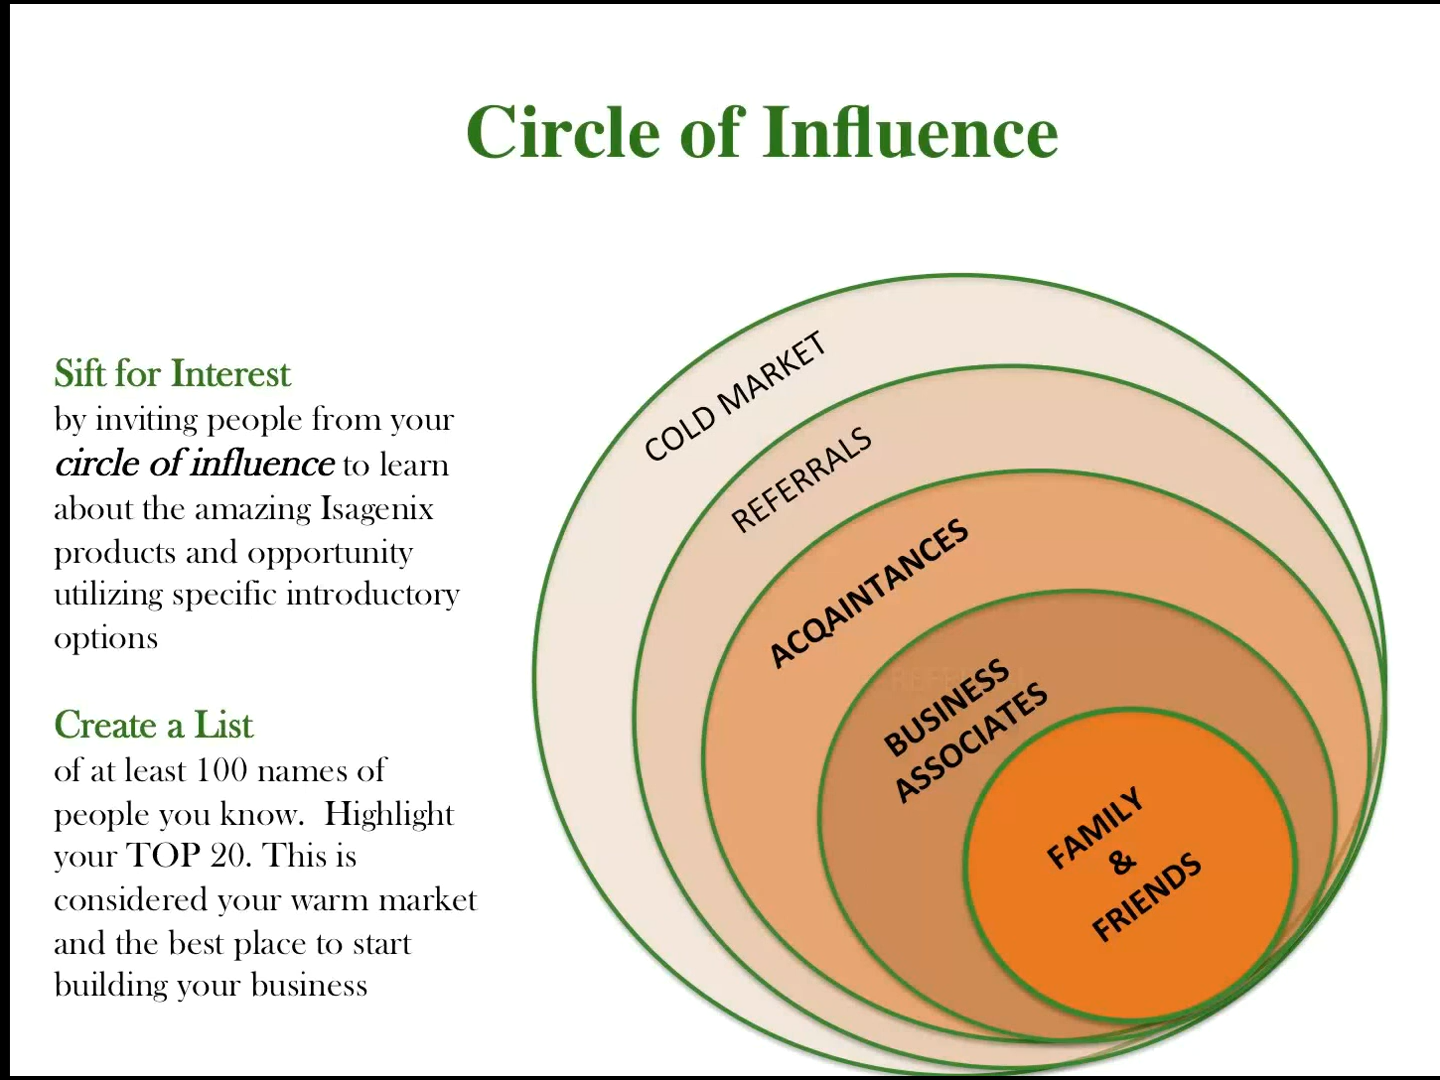 Circle of Influence
Sift for Interest
by inviting people from your
circle of influence to learn
about the amazing Isagenix
products and opportunity
utilizing specific introductory
options
Create a List
of at least 100 names of
people you know.  Highlight
your TOP 20. This is
considered your warm market
and the best place to start
building your business
COLD MARKET
REFERRALS
ACQAINTANCES
BUSINESS
ASSOCIATES
FAMILY
&
FRIENDS